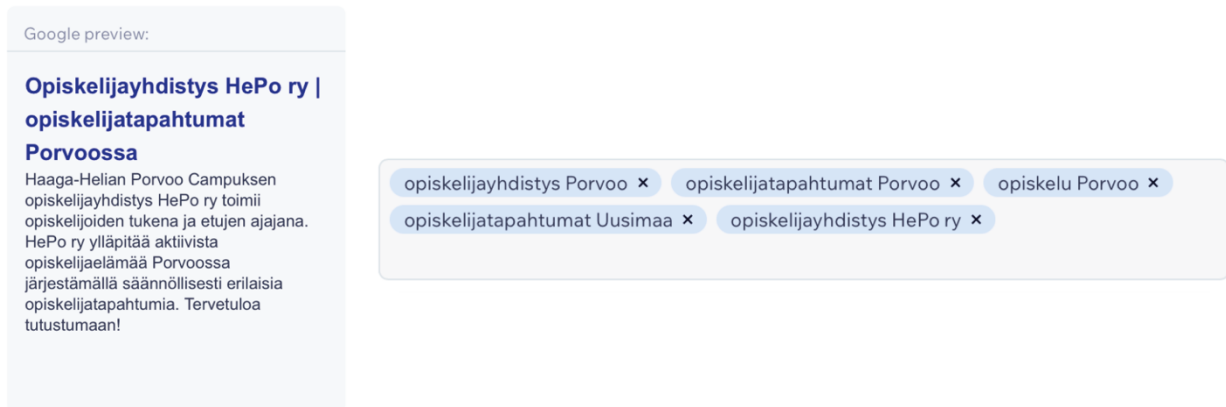 Google preview:
Opiskelijayhdistys HePo ry |
opiskelijatapahtumat
Porvoossa
Haaga-Helian Porvoo Campuksen
opiskelijayhdistys HePo ry toimii
opiskelijoiden tukena ja etujen ajajana.
HePo ry ylläpitää aktiivista
opiskelijaelämää Porvoossa
järjestämällä säännöllisesti erilaisia
opiskelijatapahtumia. Tervetuloa
tutustumaan!
opiskelijayhdistys Porvoo × opiskelijatapahtumat Porvoo × opiskelu Porvoo ×
opiskelijatapahtumat Uusimaa × opiskelijayhdistys HePo ry ×